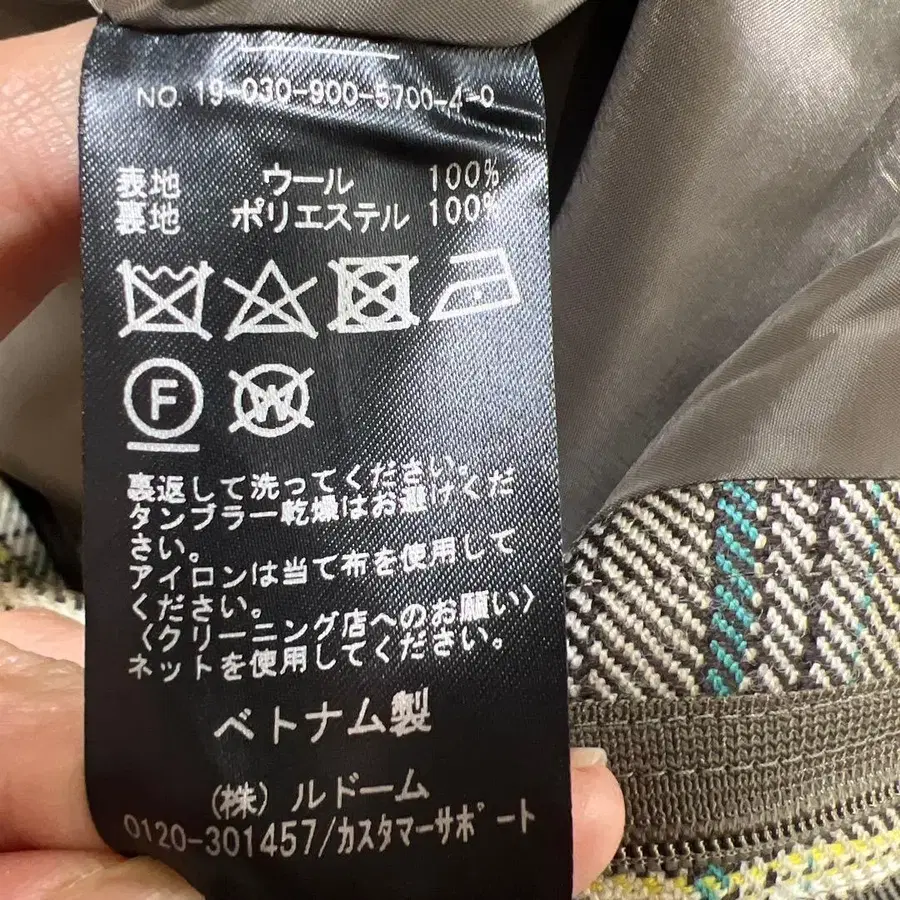 NO. 19-030-900-5700-4-0
表地 ウール 100%
裏地 ポリエステル 100%
F
W
裏返して洗ってください。
タンブラー乾燥はお避けくだ
さい。
アイロンは当て布を使用して
ください。
〈クリーニング店へのお願い〉
ネットを使用してください。
ベトナム製
(株) ルドーム
0120-301457/カスタマーサポート